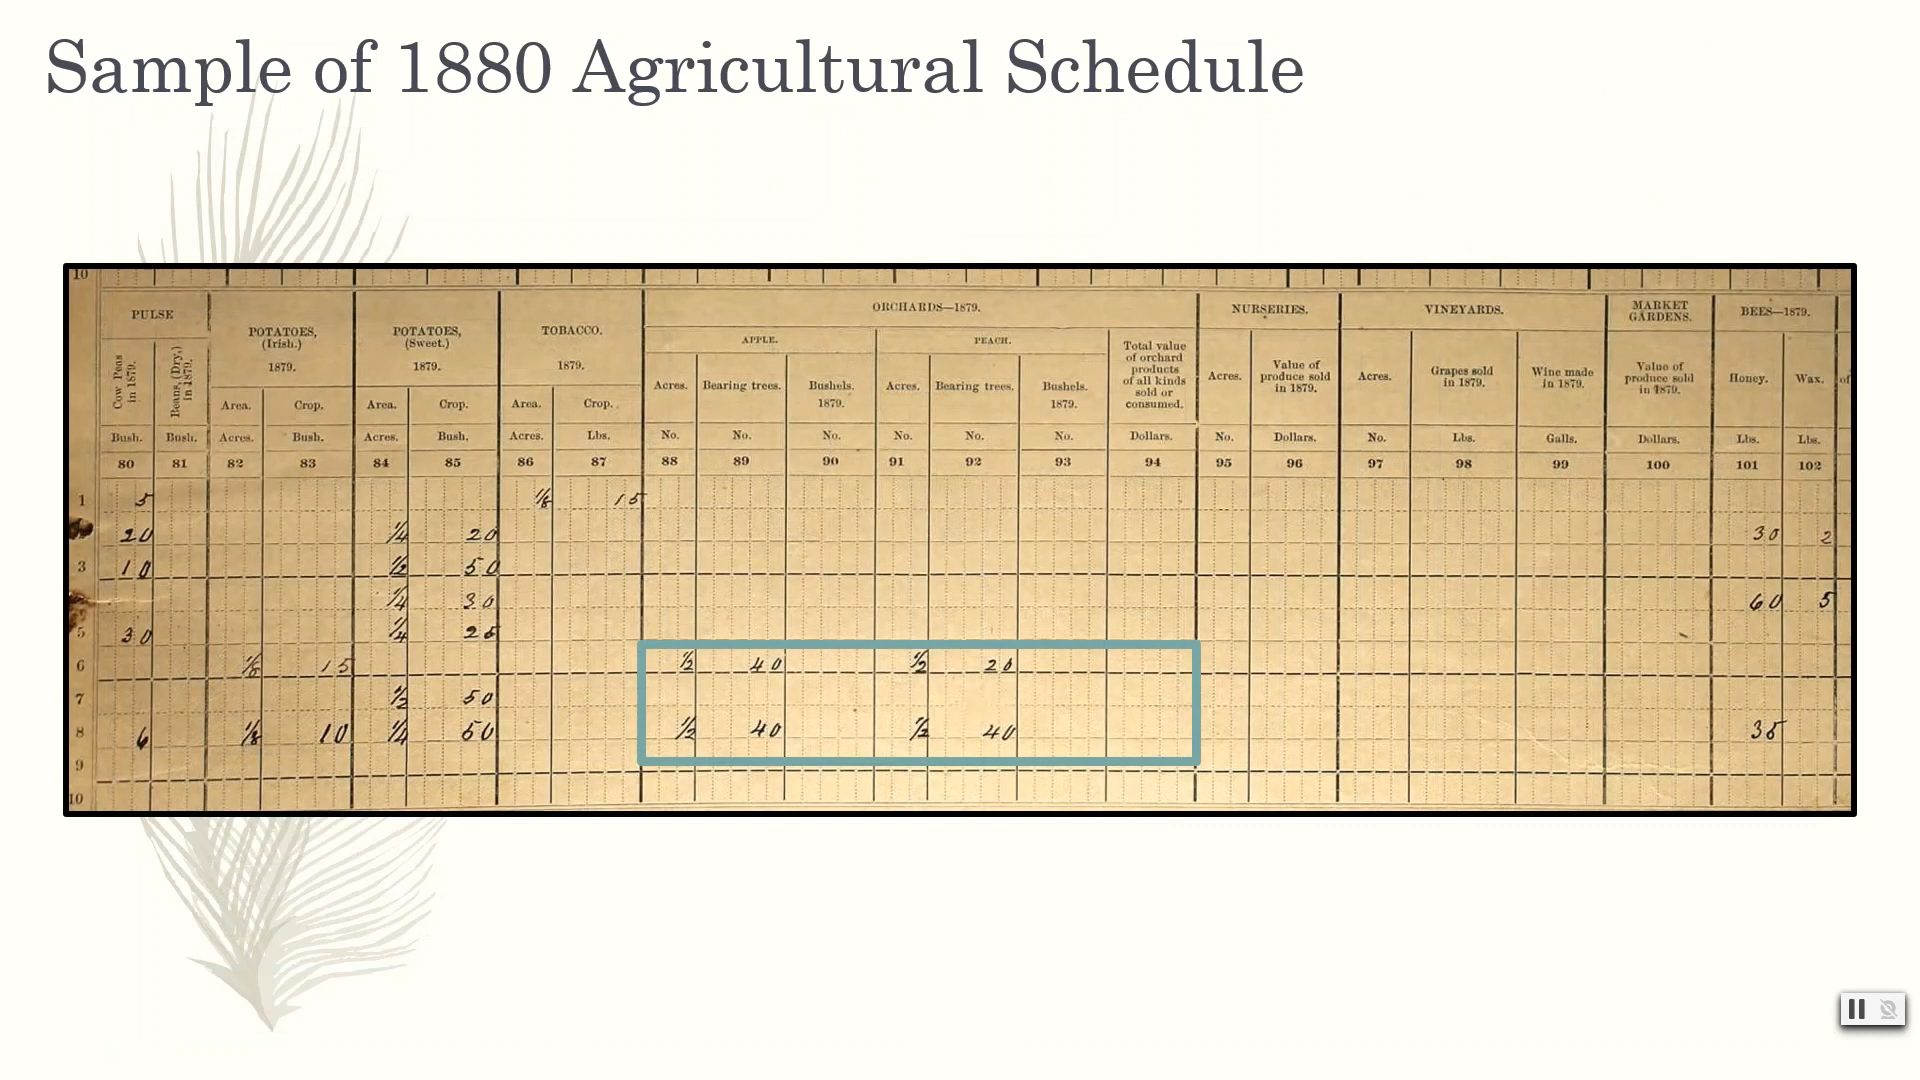 Sample of 1880 Agricultural Schedule
10
PULSE
POTATOES, (Irish.) 1879.
POTATOES, (Sweet.) 1879.
TOBACCO. 1879.
ORCHARDS—1879.
NURSERIES.
VINEYARDS.
MARKET GARDENS.
BEES—1879.
APPLE. PEACH.
Cow Peas in 1879. Beans, (Dry,) in 1879. Area. Crop. Area. Crop. Area. Crop. Acres. Bearing trees. Bushels. 1879. Acres. Bearing trees. Bushels. 1879. Total value of orchard products of all kinds sold or consumed. Acres. Value of produce sold in 1879. Acres. Grapes sold in 1879. Wine made in 1879. Value of produce sold in 1879. Honey. Wax. of
Bush. Bush. Acres. Bush. Acres. Bush. Acres. Lbs. No. No. No. No. No. No. Dollars. No. Dollars. No. Lbs. Galls. Dollars. Lbs. Lbs.
80 81 82 83 84 85 86 87 88 89 90 91 92 93 94 95 96 97 98 99 100 101 102
1 5 1/8 15
20 1/4 20 30 2
3 10 1/2 50
1/4 30 60 5
5 30 1/4 25
6 1/8 15 1/2 40 1/2 20
7 1/2 50
8 6 1/8 10 1/4 50 1/2 40 1/2 40 35
9
10